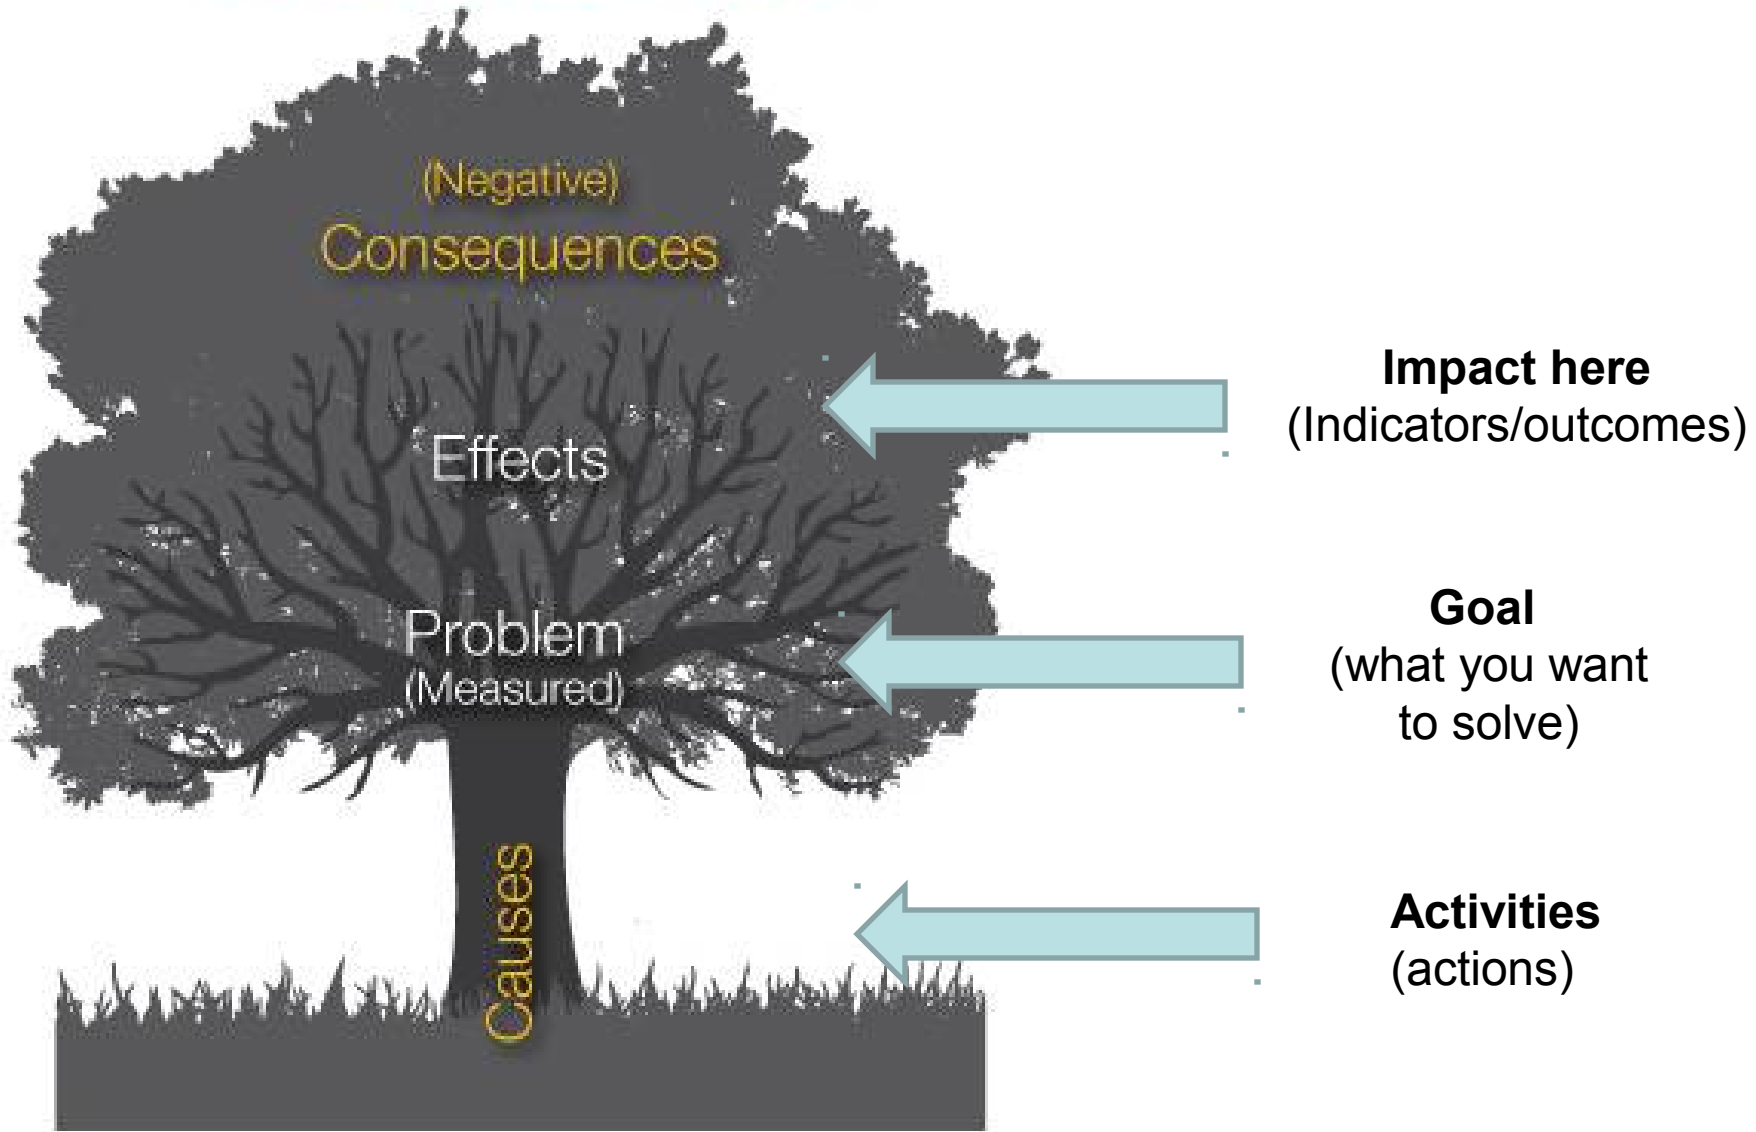 (Negative)
Consequences
Effects
Problem
(Measured)
Causes
Impact here
(Indicators/outcomes)
Goal
(what you want
to solve)
Activities
(actions)